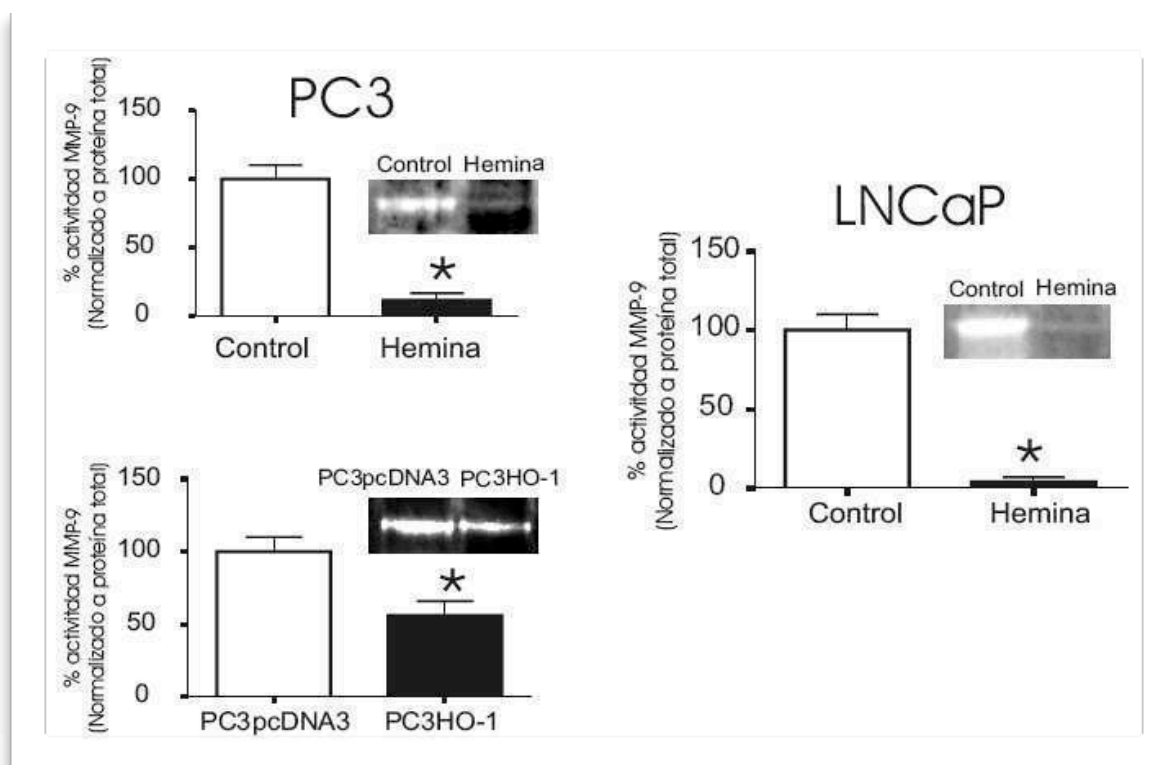 PC3
% activitdad MMP-9
(Normalizado a proteína total)
150
100
50
0
Control Hemina
*
Control Hemina
LNCaP
% actividad MMP-9
(Normalizado a proteína total)
150
100
50
0
Control Hemina
*
Control Hemina
% activitdad MMP-9
(Normalizado a proteína total)
150
100
50
0
PC3pcDNA3 PC3HO-1
*
PC3pcDNA3 PC3HO-1